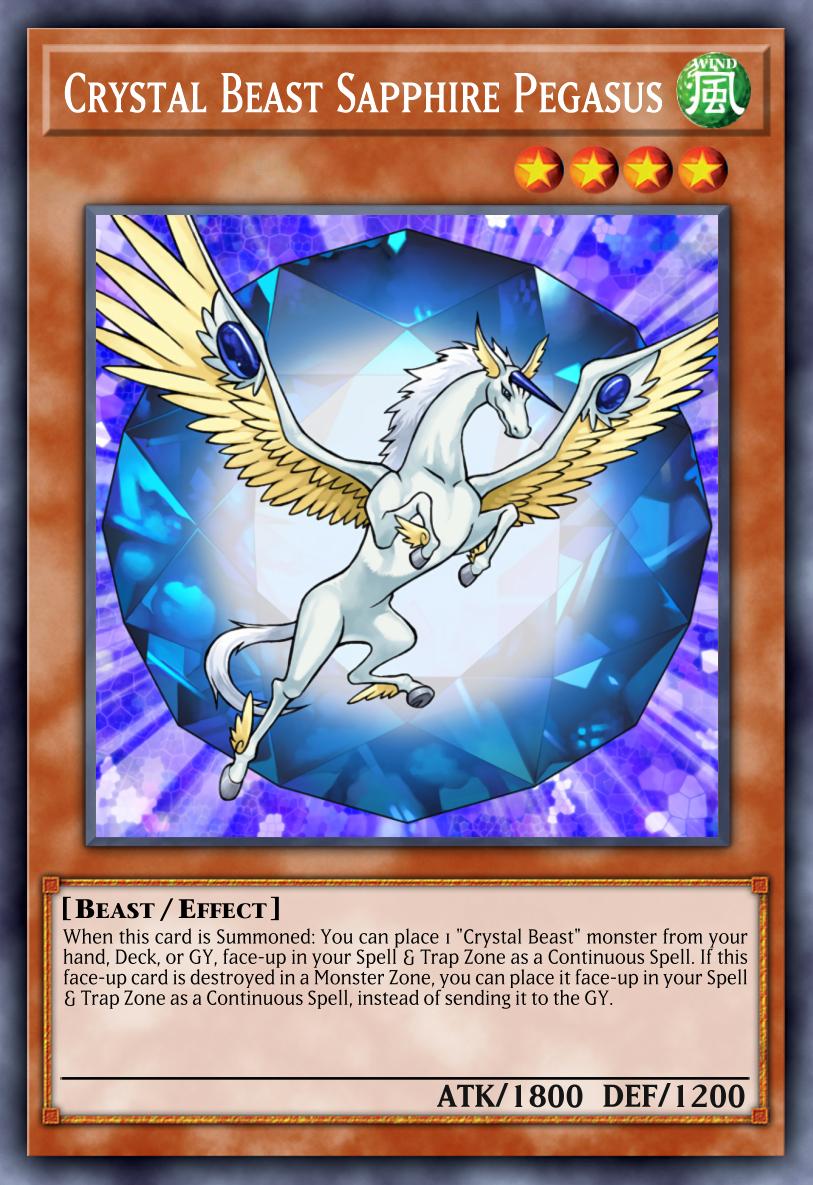 Crystal Beast Sapphire Pegasus
WIND
風
[Beast / Effect]
When this card is Summoned: You can place 1 "Crystal Beast" monster from your
hand, Deck, or GY, face-up in your Spell & Trap Zone as a Continuous Spell. If this
face-up card is destroyed in a Monster Zone, you can place it face-up in your Spell
& Trap Zone as a Continuous Spell, instead of sending it to the GY.
ATK/1800 DEF/1200